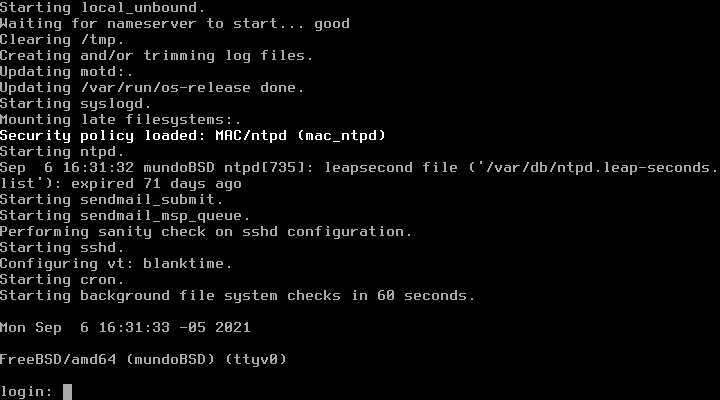 Starting local_unbound.
Waiting for nameserver to start... good
Clearing /tmp.
Creating and/or trimming log files.
Updating motd:.
Updating /var/run/os-release done.
Starting syslogd.
Mounting late filesystems:.
Security policy loaded: MAC/ntpd (mac_ntpd)
Starting ntpd.
Sep  6 16:31:32 mundoBSD ntpd[735]: leapsecond file ('/var/db/ntpd.leap-seconds.
list'): expired 71 days ago
Starting sendmail_submit.
Starting sendmail_msp_queue.
Performing sanity check on sshd configuration.
Starting sshd.
Configuring vt: blanktime.
Starting cron.
Starting background file system checks in 60 seconds.
Mon Sep  6 16:31:33 -05 2021
FreeBSD/amd64 (mundoBSD) (ttyv0)
login: